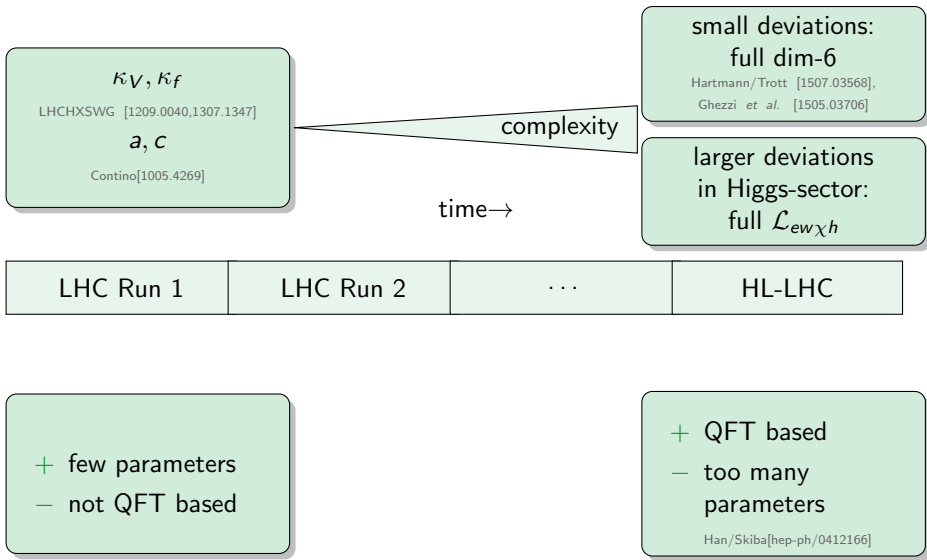 κ_V, κ_f
LHCHXSWG [1209.0040,1307.1347]
a, c
Contino[1005.4269]
complexity
time→
small deviations:
full dim-6
Hartmann/Trott [1507.03568],
Ghezzi et al. [1505.03706]
larger deviations
in Higgs-sector:
full ℒ_ewχh
LHC Run 1
LHC Run 2
···
HL-LHC
+ few parameters
− not QFT based
+ QFT based
− too many
parameters
Han/Skiba[hep-ph/0412166]